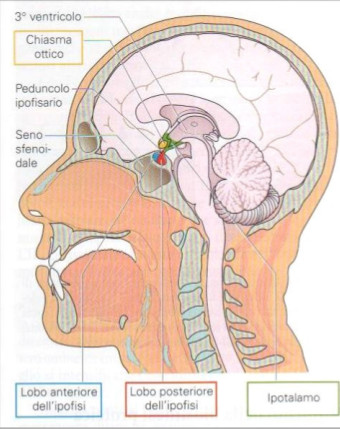 3° ventricolo
Chiasma
ottico
Peduncolo
ipofisario
Seno
sfenoi-
dale
Lobo anteriore
dell'ipofisi
Lobo posteriore
dell'ipofisi
Ipotalamo